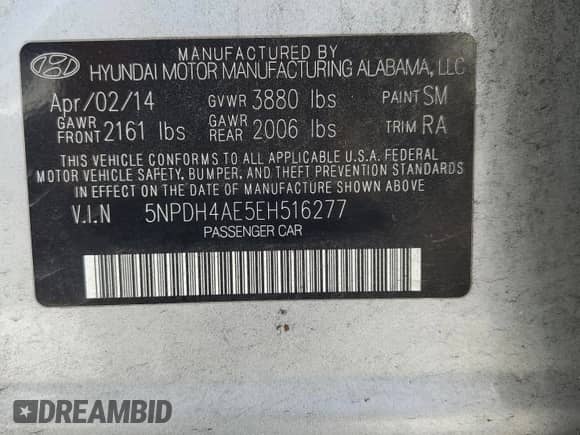 MANUFACTURED BY
HYUNDAI MOTOR MANUFACTURING ALABAMA, LLC
Apr/02/14 GVWR 3880 lbs PAINT SM
GAWR FRONT 2161 lbs GAWR REAR 2006 lbs TRIM RA
THIS VEHICLE CONFORMS TO ALL APPLICABLE U.S.A. FEDERAL
MOTOR VEHICLE SAFETY, BUMPER, AND THEFT PREVENTION STANDARDS
IN EFFECT ON THE DATE OF MANUFACTURE SHOWN ABOVE
V.I.N 5NPDH4AE5EH516277
PASSENGER CAR
DREAMBID